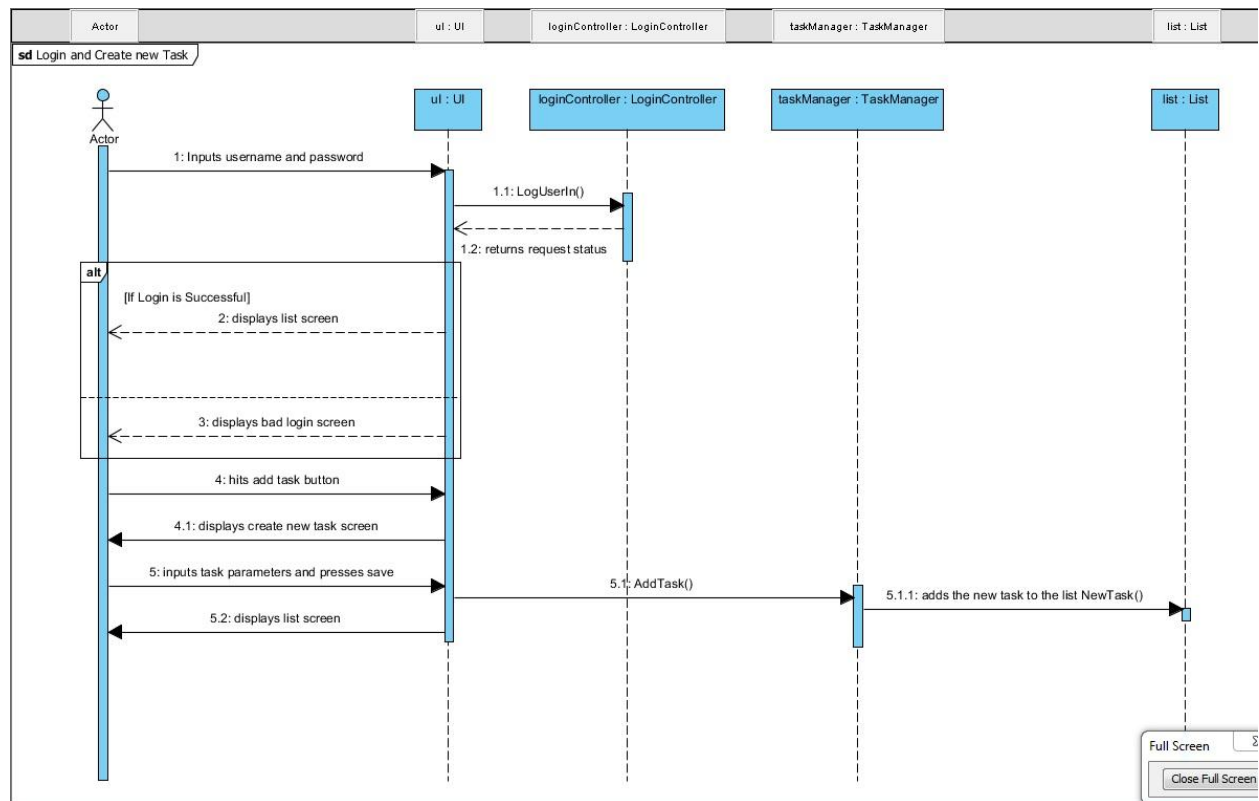 Actor
uI : UI
loginController : LoginController
taskManager : TaskManager
list : List
sd Login and Create new Task
uI : UI
loginController : LoginController
taskManager : TaskManager
list : List
Actor
1: Inputs username and password
1.1: LogUserIn()
1.2: returns request status
alt
[If Login is Successful]
2: displays list screen
3: displays bad login screen
4: hits add task button
4.1: displays create new task screen
5: inputs task parameters and presses save
5.1: AddTask()
5.1.1: adds the new task to the list NewTask()
5.2: displays list screen
Full Screen
Close Full Screen